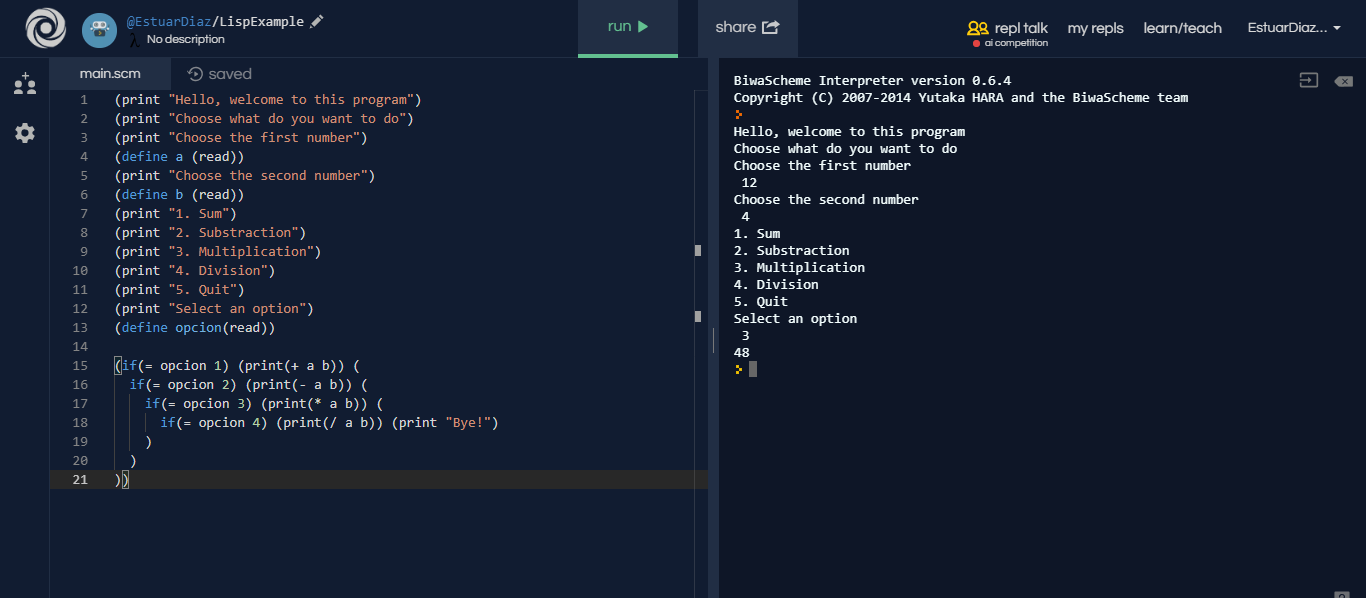 @EstuarDiaz/LispExample
No description
run
share
repl talk
ai competition
my repls
learn/teach
EstuarDiaz...
main.scm
saved
1 (print "Hello, welcome to this program")
2 (print "Choose what do you want to do")
3 (print "Choose the first number")
4 (define a (read))
5 (print "Choose the second number")
6 (define b (read))
7 (print "1. Sum")
8 (print "2. Substraction")
9 (print "3. Multiplication")
10 (print "4. Division")
11 (print "5. Quit")
12 (print "Select an option")
13 (define opcion(read))
14
15 (if(= opcion 1) (print(+ a b)) (
16 if(= opcion 2) (print(- a b)) (
17 if(= opcion 3) (print(* a b)) (
18 if(= opcion 4) (print(/ a b)) (print "Bye!")
19 )
20 )
21 ))
BiwaScheme Interpreter version 0.6.4
Copyright (C) 2007-2014 Yutaka HARA and the BiwaScheme team
Hello, welcome to this program
Choose what do you want to do
Choose the first number
12
Choose the second number
4
1. Sum
2. Substraction
3. Multiplication
4. Division
5. Quit
Select an option
3
48